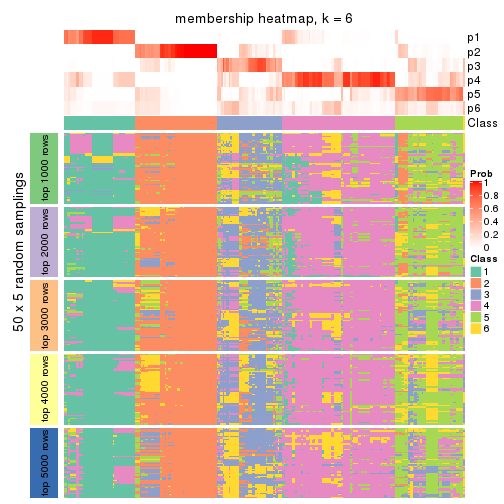 membership heatmap, k = 6
p1
p2
p3
p4
p5
p6
Class
50 x 5 random samplings
top 1000 rows
top 2000 rows
top 3000 rows
top 4000 rows
top 5000 rows
Prob
1
0.8
0.6
0.4
0.2
0
Class
1
2
3
4
5
6